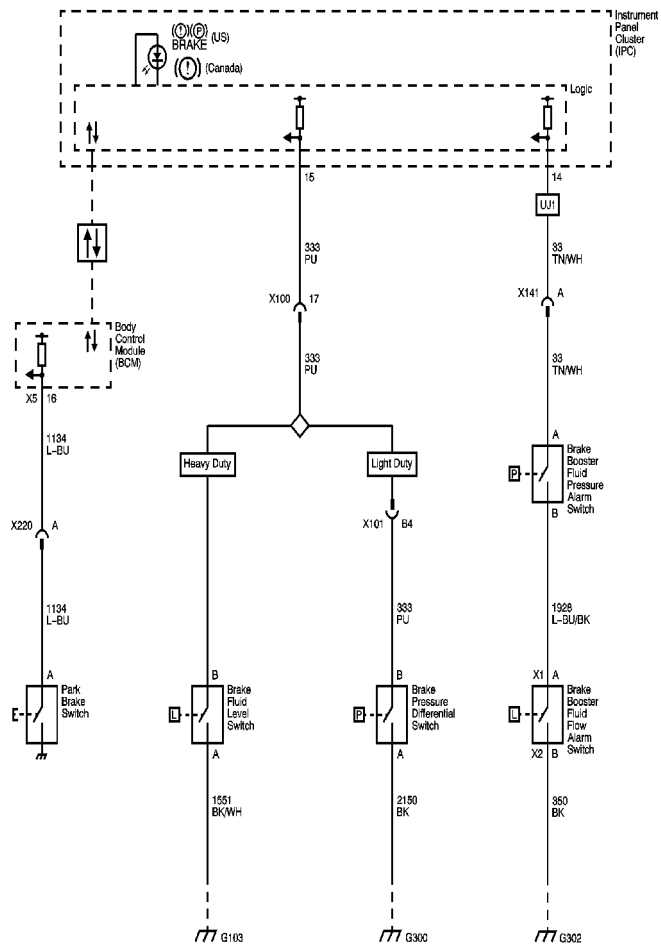 Instrument
Panel
Cluster
(IPC)
(!) (P) (US)
BRAKE
(!) (Canada)
Logic
15
14
UJ1
333
PU
33
TN/WH
X100 17
X141 A
Body
Control
Module
(BCM)
333
PU
33
TN/WH
X5 16
1134
L-BU
A
Heavy Duty
Light Duty
P
Brake
Booster
Fluid
Pressure
Alarm
Switch
B
X220 A
X101 B4
1134
L-BU
333
PU
1928
L-BU/BK
A
B
B
X1 A
Park
Brake
Switch
L
Brake
Fluid
Level
Switch
P
Brake
Pressure
Differential
Switch
L
Brake
Booster
Fluid
Flow
Alarm
Switch
A
A
X2 B
1551
BK/WH
2150
BK
350
BK
G103
G300
G302